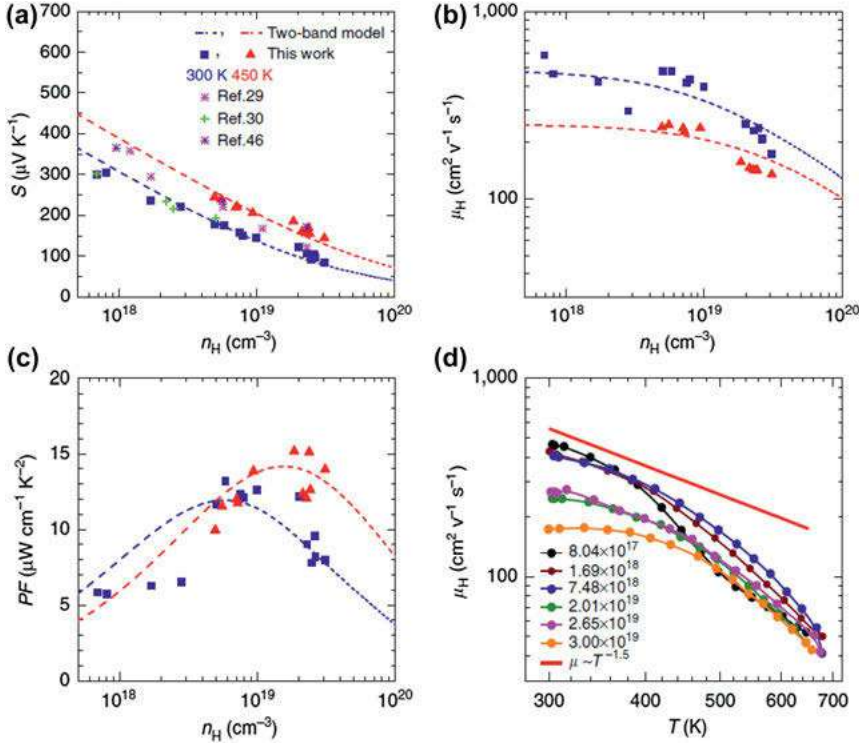 (a)
700
600
500
400
300
200
100
0
S (μV K⁻¹)
Two-band model
This work
300 K 450 K
Ref.29
Ref.30
Ref.46
10¹⁸
10¹⁹
10²⁰
n_H (cm⁻³)
(b)
1,000
100
μ_H (cm² v⁻¹ s⁻¹)
10¹⁸
10¹⁹
10²⁰
n_H (cm⁻³)
(c)
20
15
10
5
0
PF (μW cm⁻¹ K⁻²)
10¹⁸
10¹⁹
10²⁰
n_H (cm⁻³)
(d)
1,000
100
μ_H (cm² v⁻¹ s⁻¹)
8.04×10¹⁷
1.69×10¹⁸
7.48×10¹⁸
2.01×10¹⁹
2.65×10¹⁹
3.00×10¹⁹
μ ~T⁻¹·⁵
300
400
500
600
700
T (K)